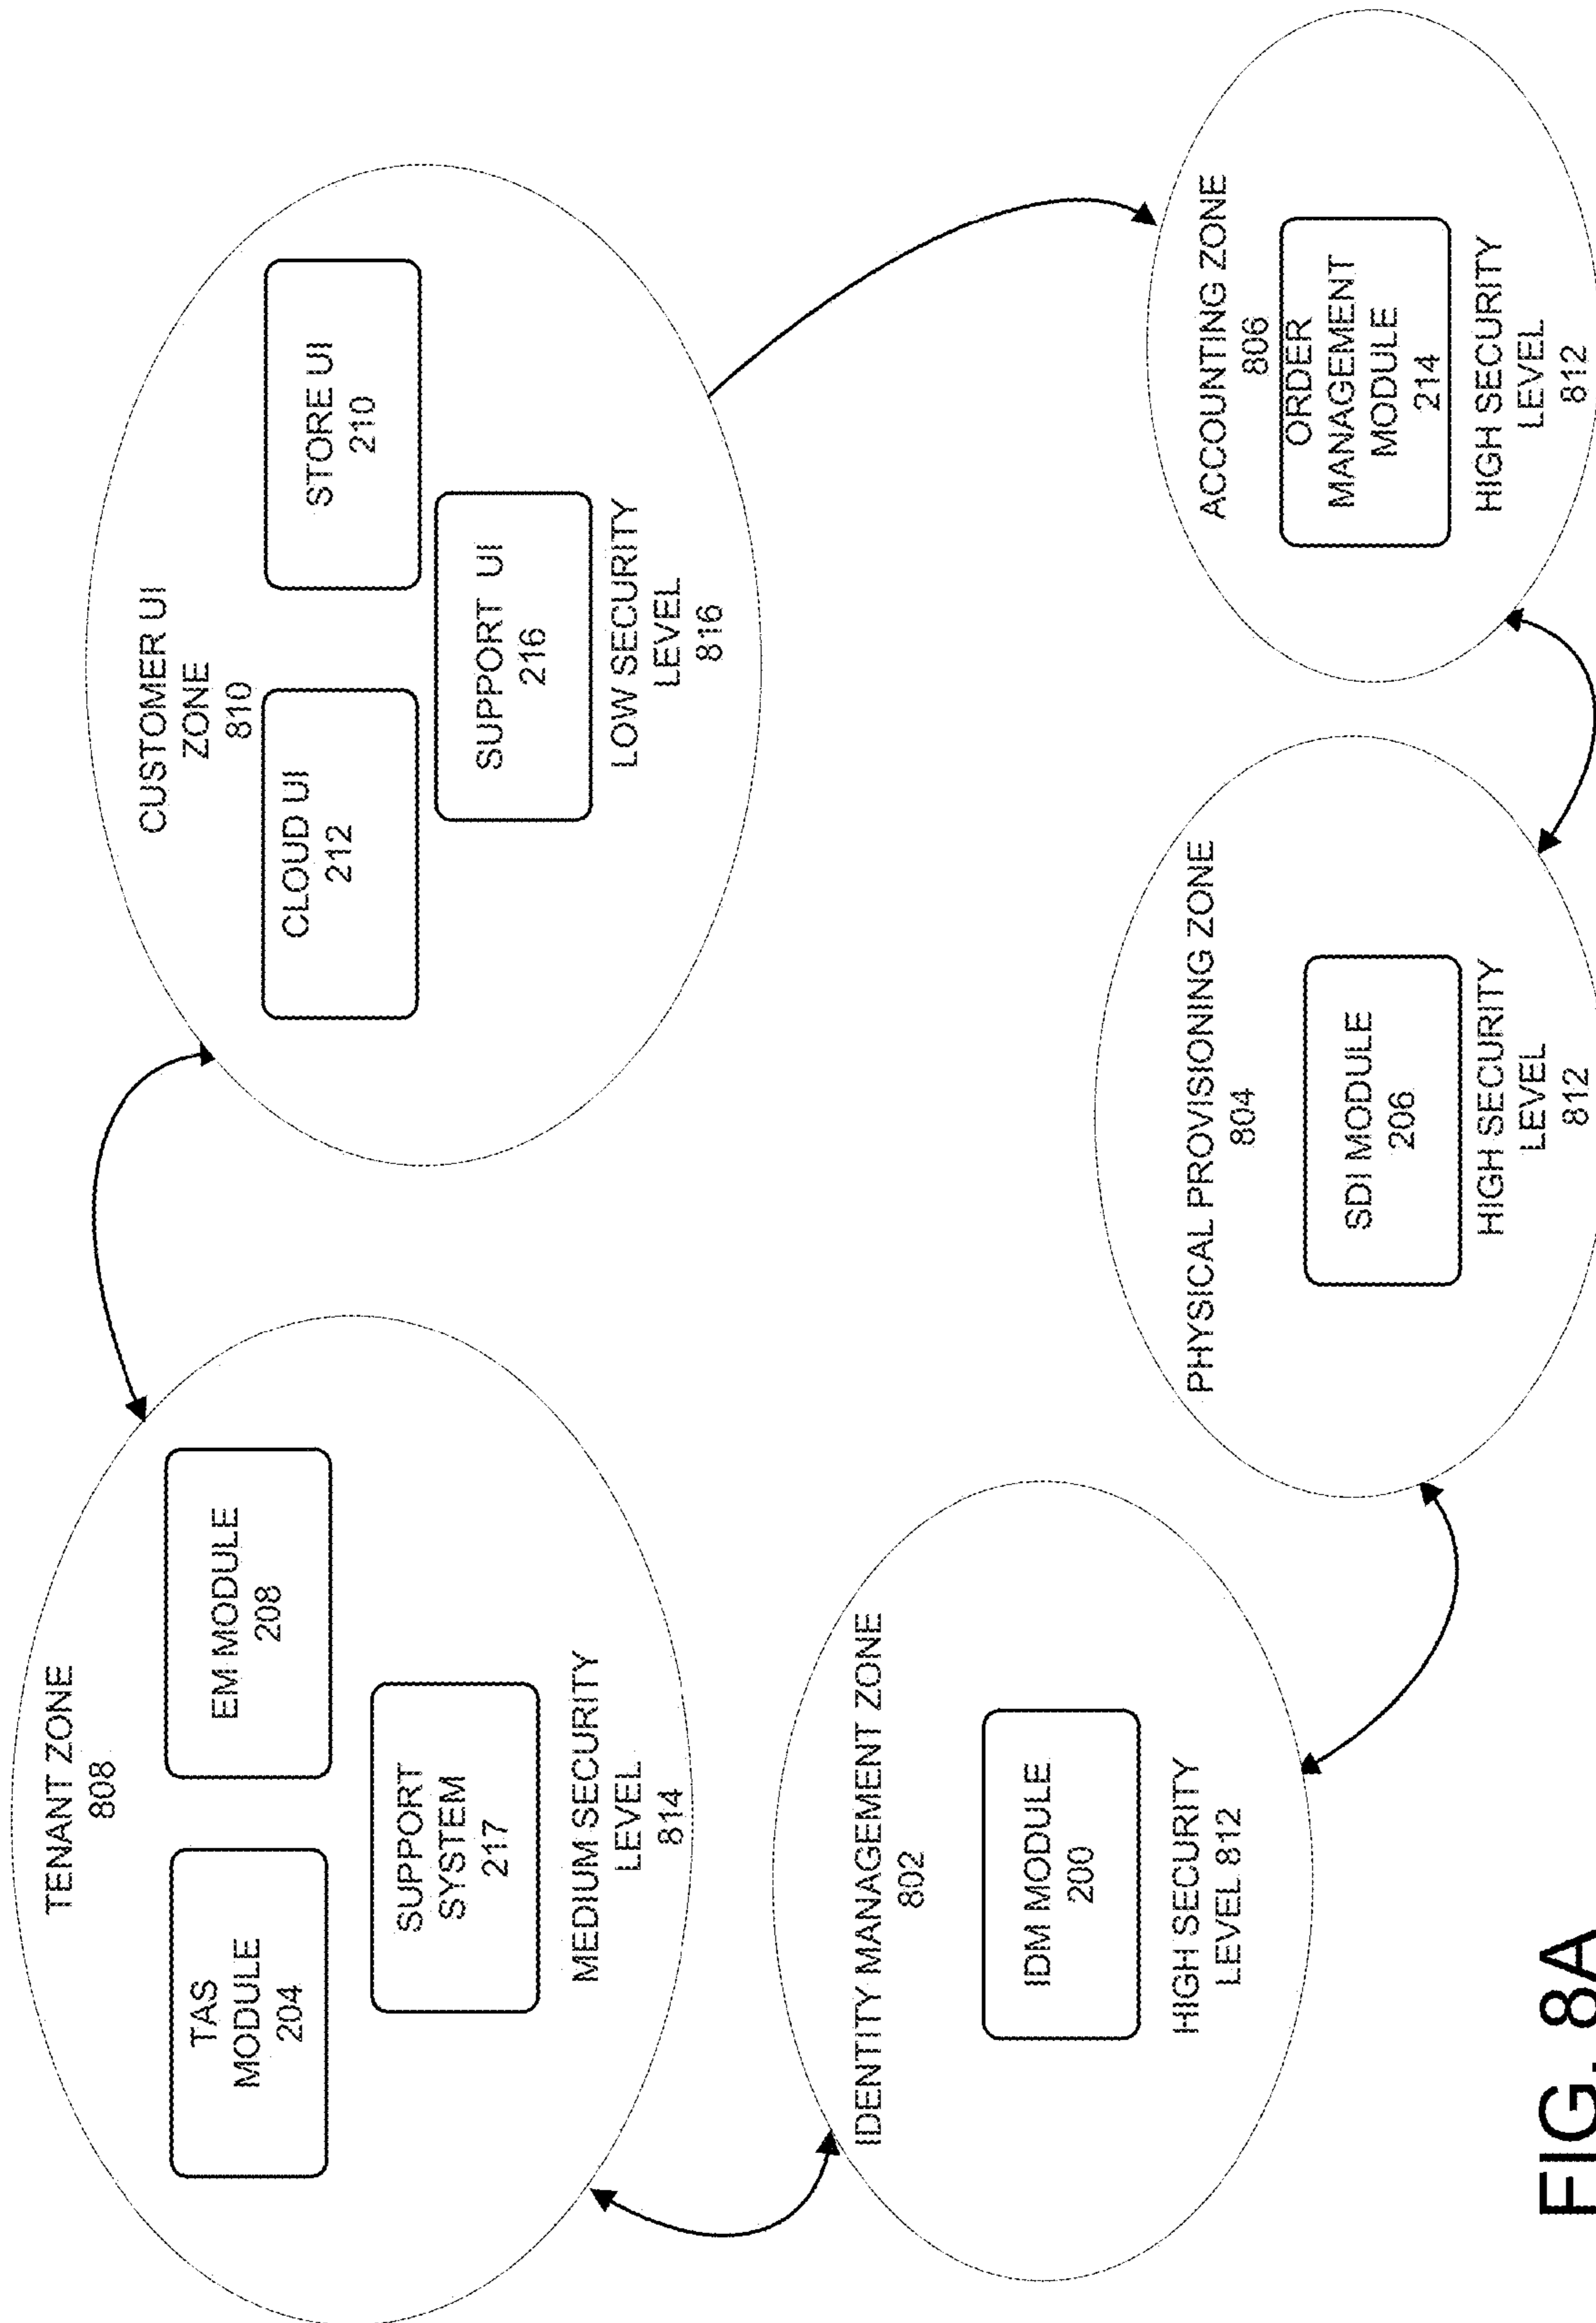 TENANT ZONE
808
TAS
MODULE
204
EM MODULE
208
SUPPORT
SYSTEM
217
MEDIUM SECURITY
LEVEL
814
CUSTOMER UI
ZONE
810
CLOUD UI
212
STORE UI
210
SUPPORT UI
216
LOW SECURITY
LEVEL
816
IDENTITY MANAGEMENT ZONE
802
IDM MODULE
200
HIGH SECURITY
LEVEL 812
PHYSICAL PROVISIONING ZONE
804
SDI MODULE
206
HIGH SECURITY
LEVEL
812
ACCOUNTING ZONE
806
ORDER
MANAGEMENT
MODULE
214
HIGH SECURITY
LEVEL
812
FIG. 8A